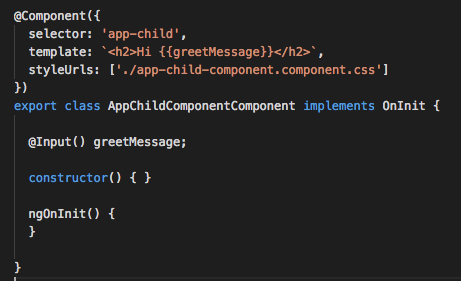 @Component({
  selector: 'app-child',
  template: `<h2>Hi {{greetMessage}}</h2>`,
  styleUrls: ['./app-child-component.component.css']
})
export class AppChildComponentComponent implements OnInit {
  @Input() greetMessage;
  constructor() { }
  ngOnInit() {
  }
}